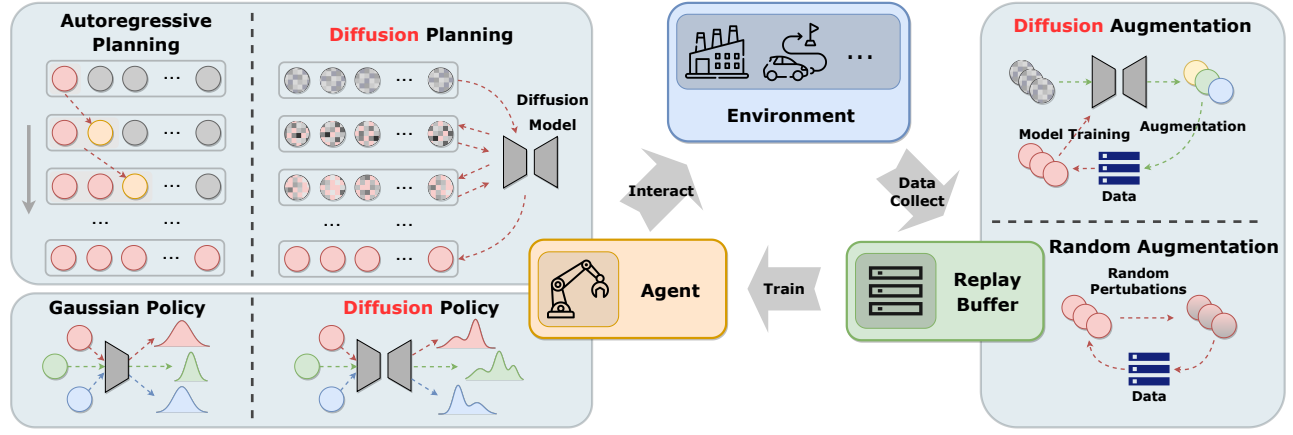 Autoregressive
Planning
...
...
...
...
...
Diffusion Planning
...
...
...
...
...
Diffusion
Model
Gaussian Policy
Diffusion Policy
...
Environment
Interact
Data
Collect
Train
Agent
Replay
Buffer
Diffusion Augmentation
Model Training
Augmentation
Data
Random Augmentation
Random
Pertubations
Data